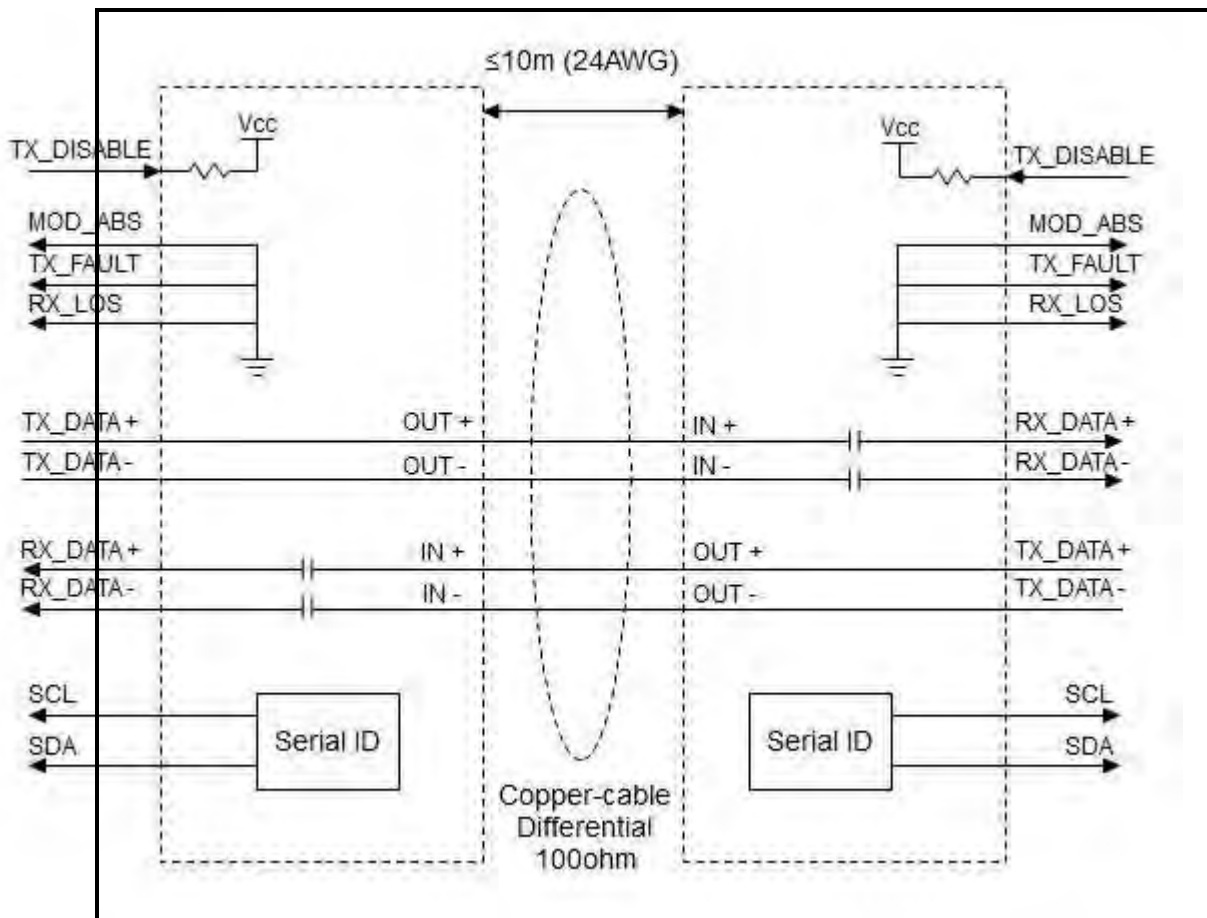 ≤10m (24AWG)
Vcc
Vcc
TX_DISABLE
TX_DISABLE
MOD_ABS
MOD_ABS
TX_FAULT
TX_FAULT
RX_LOS
RX_LOS
TX_DATA+
OUT +
IN +
RX_DATA+
TX_DATA-
OUT -
IN -
RX_DATA-
RX_DATA+
IN +
OUT +
TX_DATA+
RX_DATA-
IN -
OUT -
TX_DATA-
SCL
SCL
Serial ID
Serial ID
SDA
SDA
Copper-cable
Differential
100ohm